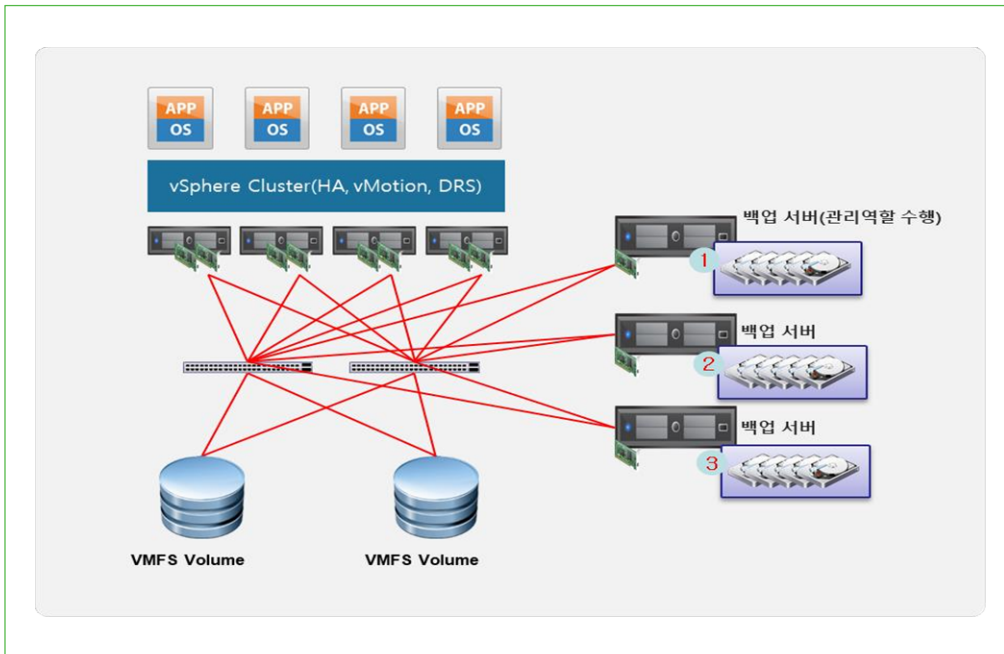 APP
OS
APP
OS
APP
OS
APP
OS
vSphere Cluster(HA, vMotion, DRS)
백업 서버(관리역할 수행)
1
백업 서버
2
백업 서버
3
VMFS Volume
VMFS Volume